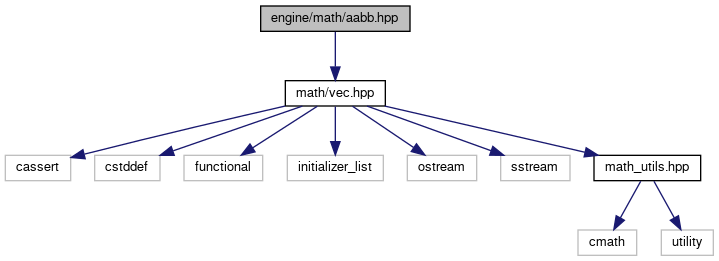 engine/math/aabb.hpp
math/vec.hpp
cassert
cstddef
functional
initializer_list
ostream
sstream
math_utils.hpp
cmath
utility